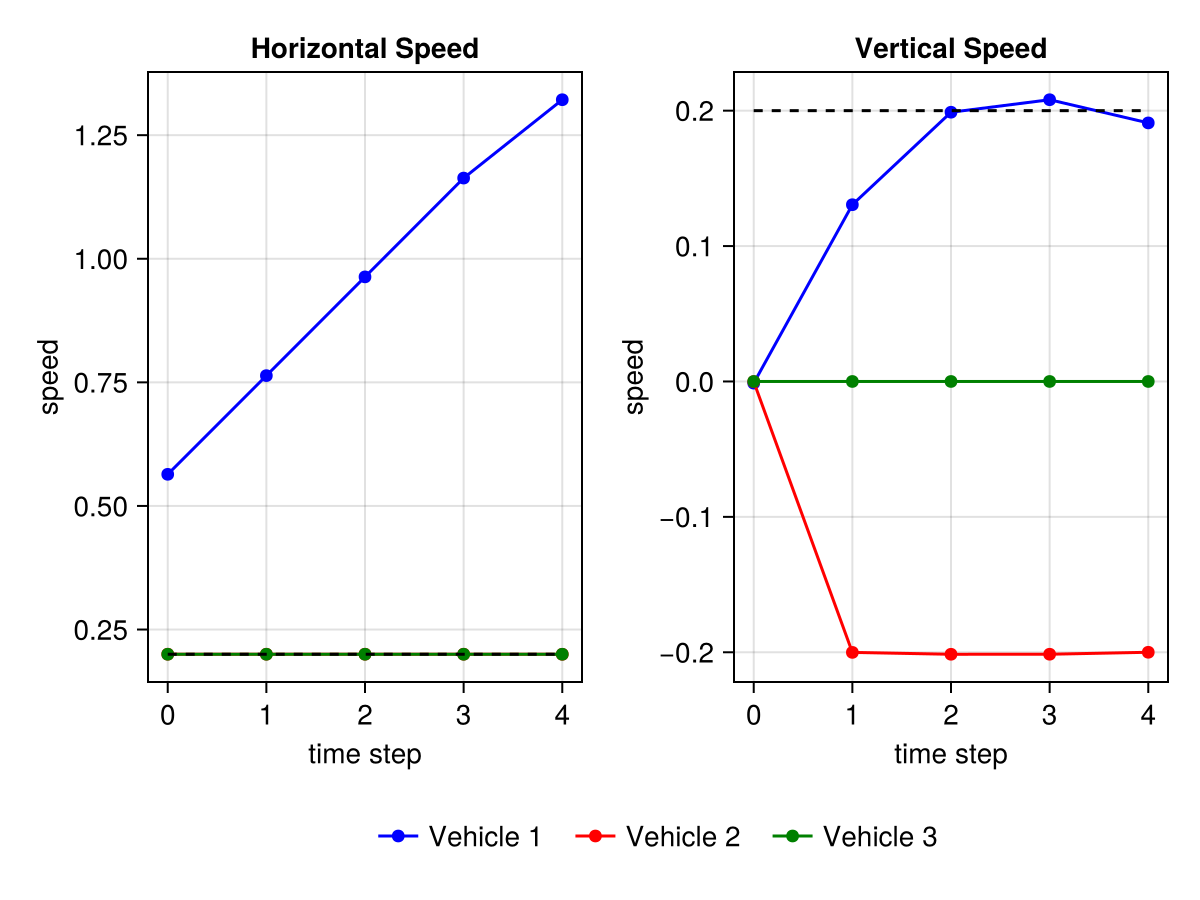 Horizontal Speed
1.25
1.00
0.75
0.50
0.25
speed
0 1 2 3 4
time step
Vertical Speed
0.2
0.1
0.0
−0.1
−0.2
speed
0 1 2 3 4
time step
Vehicle 1 Vehicle 2 Vehicle 3